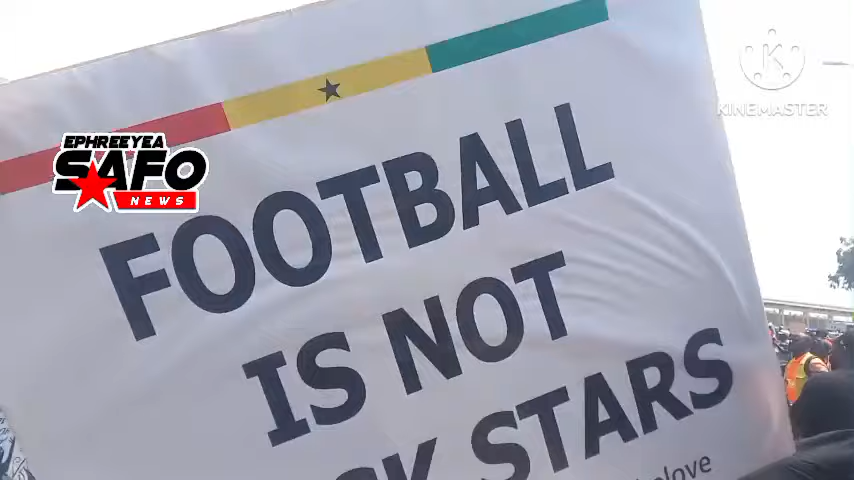 KINEMASTER
EPHREEYEA
SAFO
NEWS
FOOTBALL
IS NOT
STARS